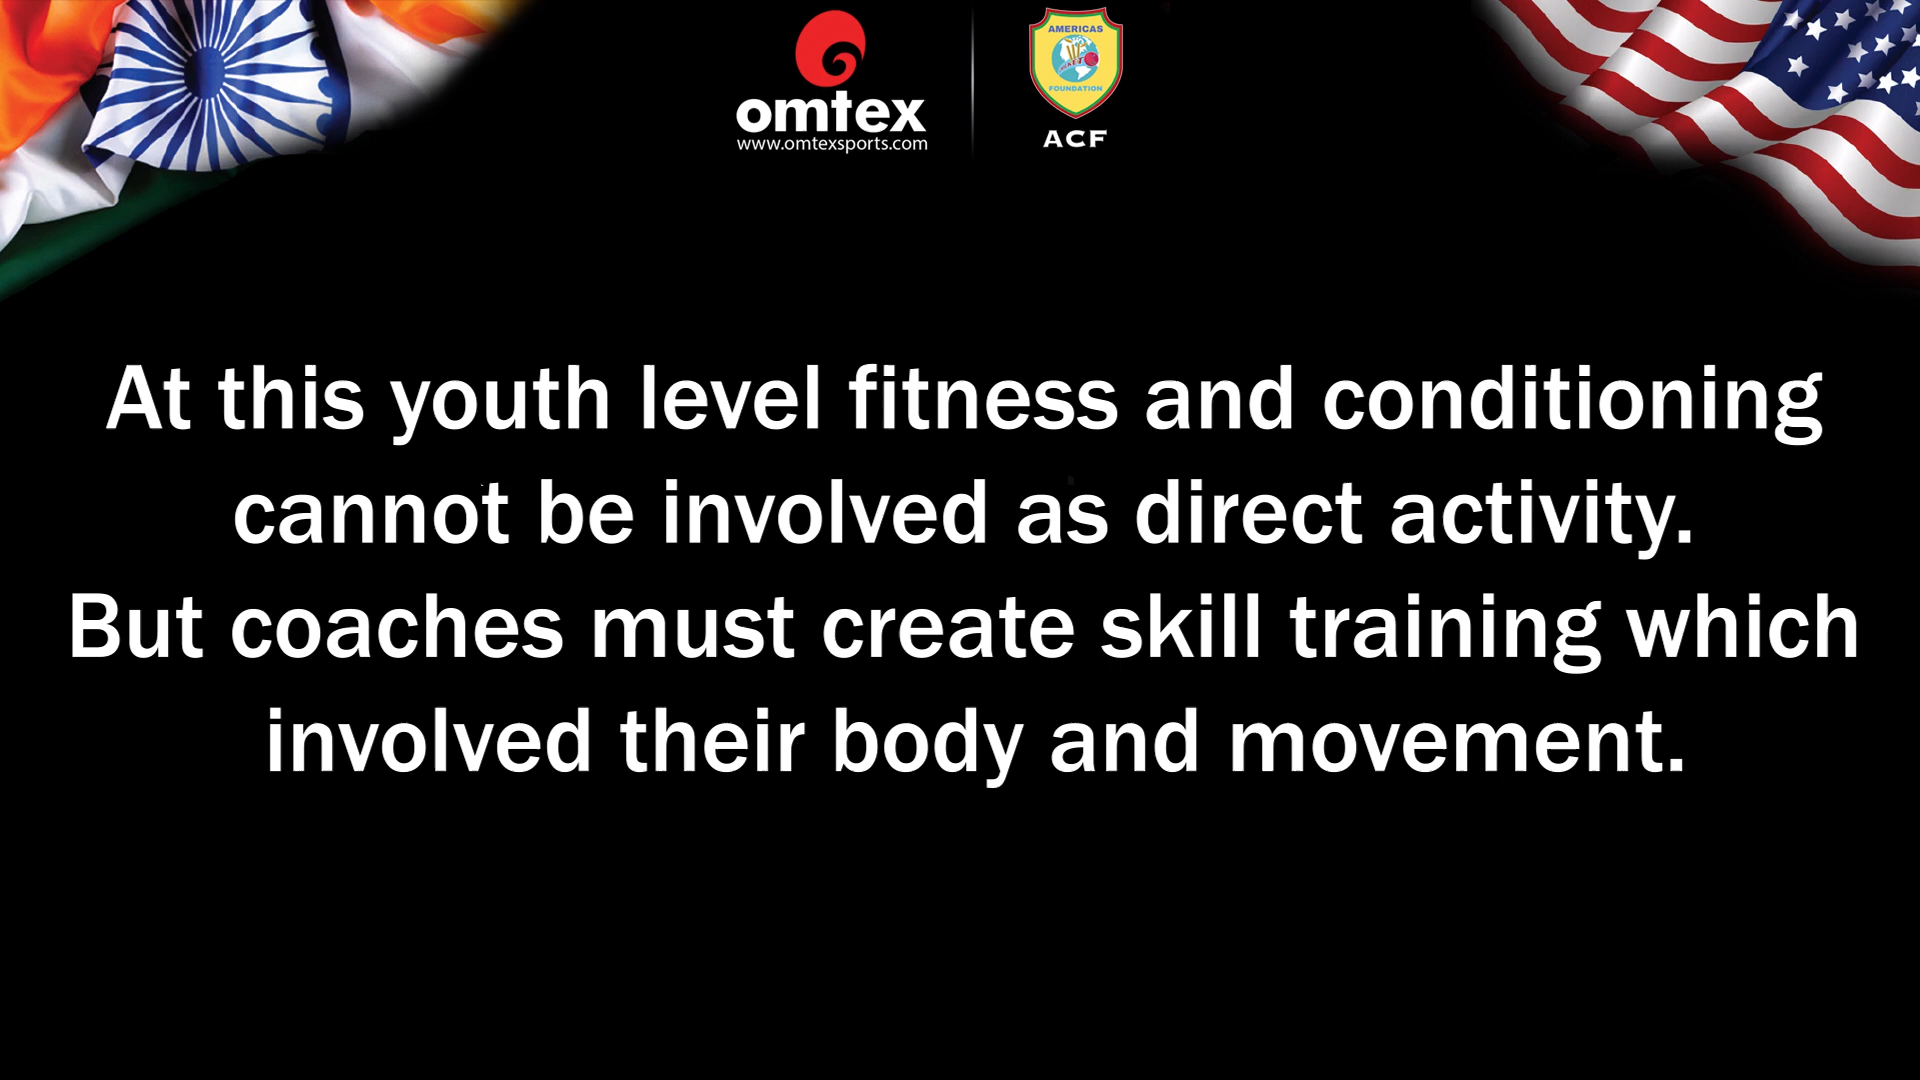 omtex
www.omtexsports.com
AMERICAS
CRICKET
FOUNDATION
ACF
At this youth level fitness and conditioning
cannot be involved as direct activity.
But coaches must create skill training which
involved their body and movement.